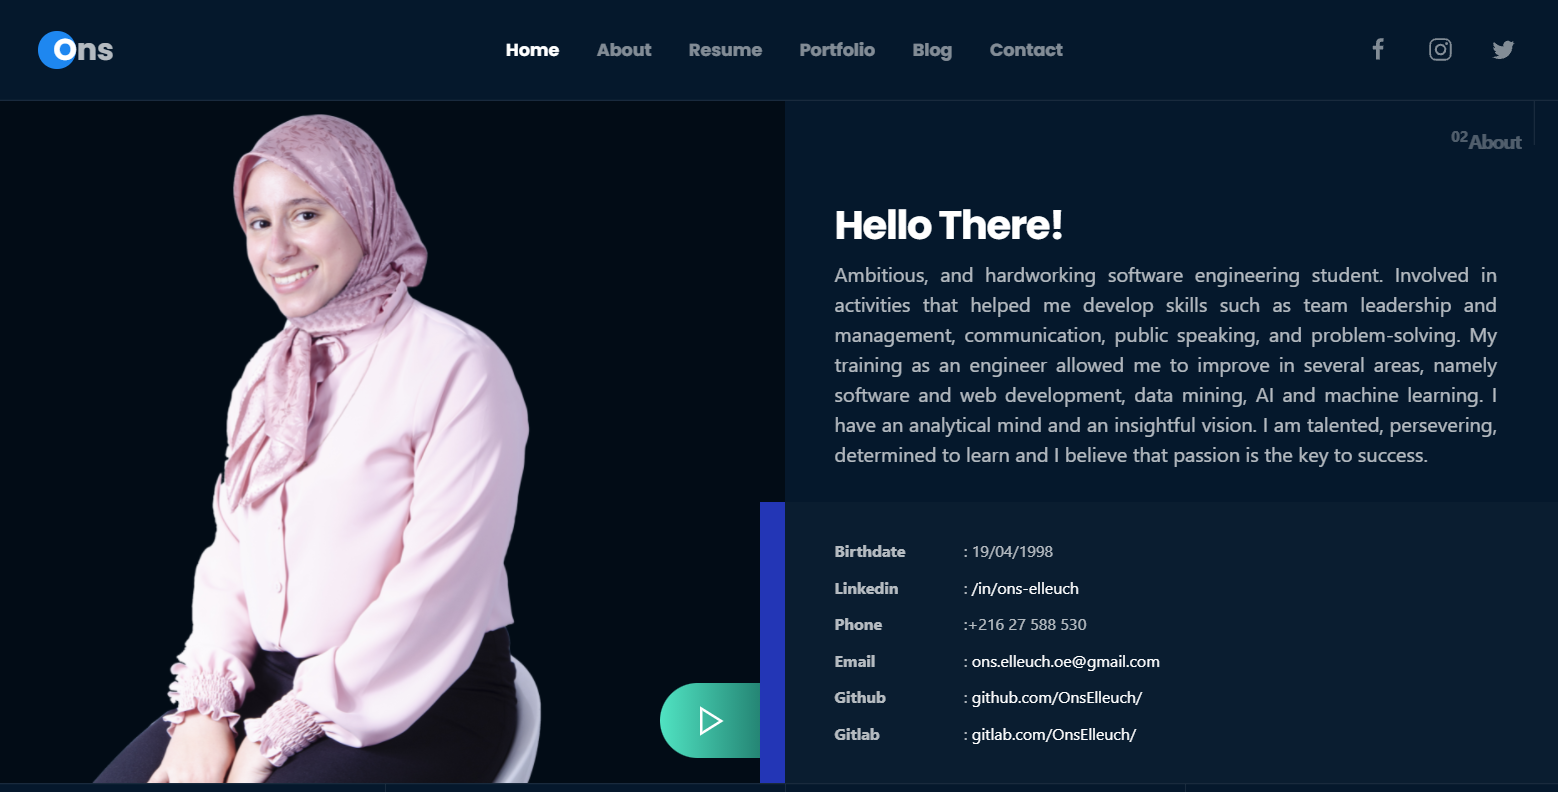 Ons
Home About Resume Portfolio Blog Contact
02About
Hello There!
Ambitious, and hardworking software engineering student. Involved in
activities that helped me develop skills such as team leadership and
management, communication, public speaking, and problem-solving. My
training as an engineer allowed me to improve in several areas, namely
software and web development, data mining, AI and machine learning. I
have an analytical mind and an insightful vision. I am talented, persevering,
determined to learn and I believe that passion is the key to success.
Birthdate : 19/04/1998
Linkedin : /in/ons-elleuch
Phone :+216 27 588 530
Email : ons.elleuch.oe@gmail.com
Github : github.com/OnsElleuch/
Gitlab : gitlab.com/OnsElleuch/